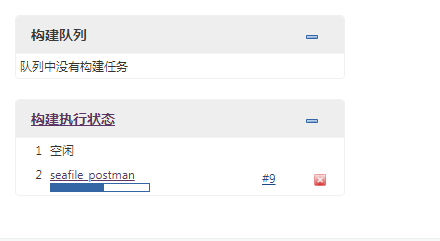 构建队列
队列中没有构建任务
构建执行状态
1 空闲
2 seafile_postman #9